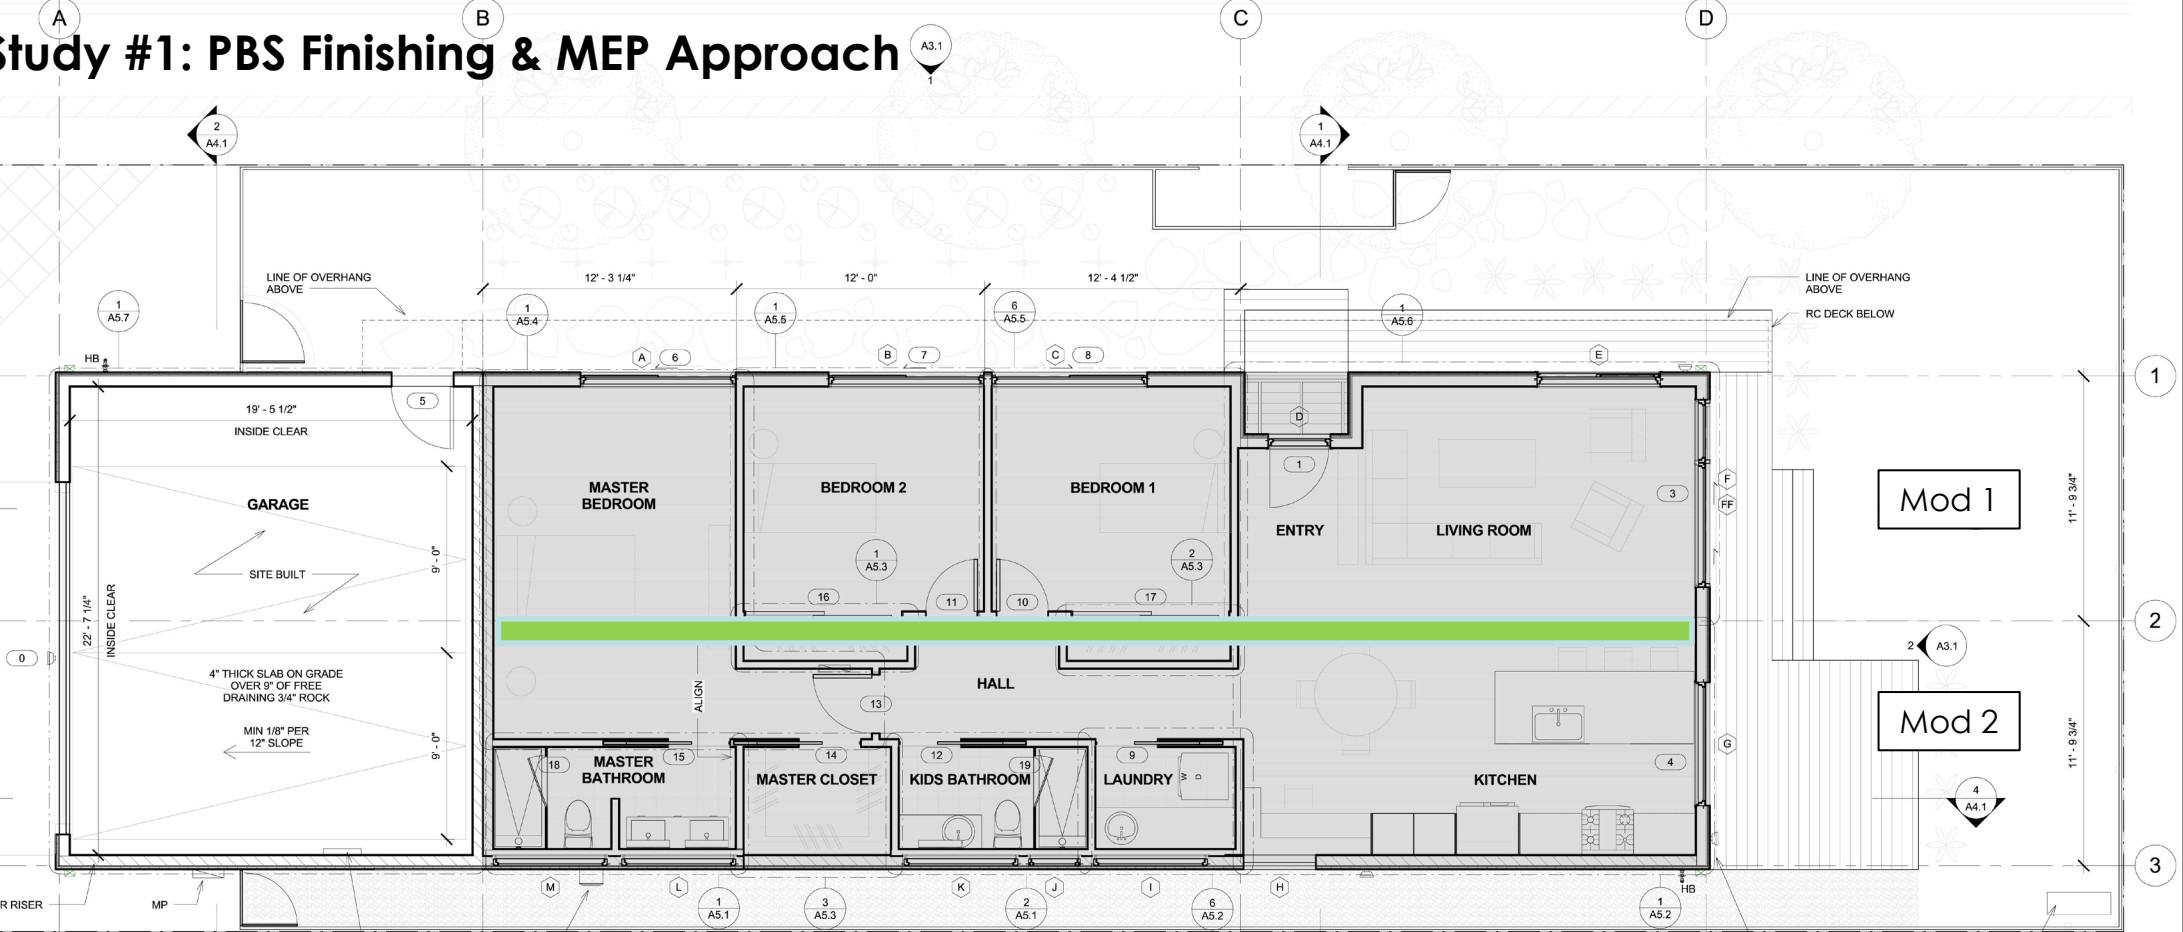 A
B
C
D
Study #1: PBS Finishing & MEP Approach
A3.1
1
2
A4.1
1
A4.1
LINE OF OVERHANG
ABOVE
12' - 3 1/4"
12' - 0"
12' - 4 1/2"
LINE OF OVERHANG
ABOVE
RC DECK BELOW
1
A5.7
1
A5.4
1
A5.5
6
A5.5
1
A5.6
HB
A
6
B
7
C
8
E
1
5
19' - 5 1/2"
INSIDE CLEAR
D
1
3
F
FF
MASTER
BEDROOM
BEDROOM 2
BEDROOM 1
ENTRY
LIVING ROOM
GARAGE
Mod 1
11' - 9 3/4"
9' - 0"
SITE BUILT
22' - 7 1/4"
INSIDE CLEAR
1
A5.3
2
A5.3
16
11
10
17
2
0
2
A3.1
4" THICK SLAB ON GRADE
OVER 9" OF FREE
DRAINING 3/4" ROCK
MIN 1/8" PER
12" SLOPE
9' - 0"
ALIGN
HALL
13
Mod 2
11' - 9 3/4"
G
18
MASTER
BATHROOM
15
14
MASTER CLOSET
12
KIDS BATHROOM
19
9
LAUNDRY
W
D
KITCHEN
4
4
A4.1
3
M
L
K
J
I
H
HB
R RISER
MP
1
A5.1
3
A5.3
2
A5.1
6
A5.2
1
A5.2